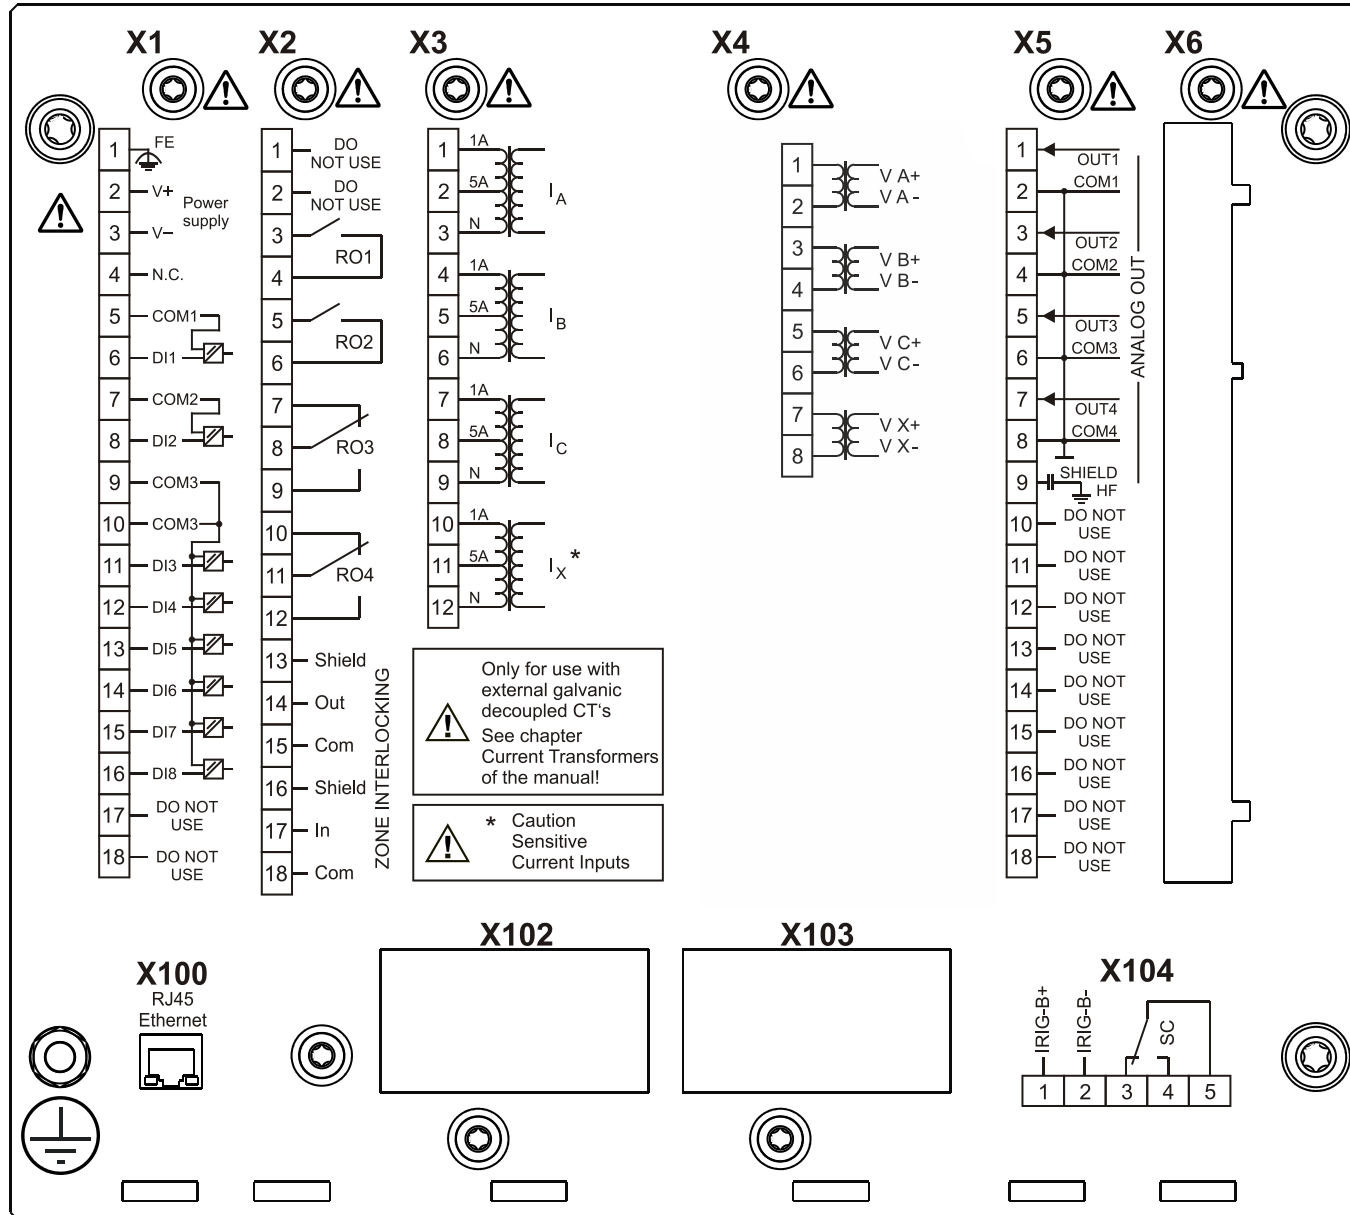 X1
X2
X3
X4
X5
X6
1 FE
2 V+
Power
supply
3 V–
4 N.C.
5 COM1
6 DI1
7 COM2
8 DI2
9 COM3
10 COM3
11 DI3
12 DI4
13 DI5
14 DI6
15 DI7
16 DI8
17 DO NOT
USE
18 DO NOT
USE
1 DO
NOT USE
2 DO
NOT USE
3
RO1
4
5
RO2
6
7
8 RO3
9
10
11 RO4
12
13 Shield
14 Out
15 Com
16 Shield
17 In
18 Com
ZONE INTERLOCKING
1 1A
2 5A IA
3 N
4 1A
5 5A IB
6 N
7 1A
8 5A IC
9 N
10 1A
11 5A IX *
12 N
Only for use with
external galvanic
decoupled CT‘s
See chapter
Current Transformers
of the manual!
* Caution
Sensitive
Current Inputs
1 V A+
2 V A-
3 V B+
4 V B-
5 V C+
6 V C-
7 V X+
8 V X-
1 OUT1
2 COM1
3 OUT2
4 COM2
5 OUT3
6 COM3
7 OUT4
8 COM4
ANALOG OUT
9 SHIELD
HF
10 DO NOT
USE
11 DO NOT
USE
12 DO NOT
USE
13 DO NOT
USE
14 DO NOT
USE
15 DO NOT
USE
16 DO NOT
USE
17 DO NOT
USE
18 DO NOT
USE
X100
RJ45
Ethernet
X102
X103
X104
IRIG-B+
IRIG-B-
SC
1 2 3 4 5